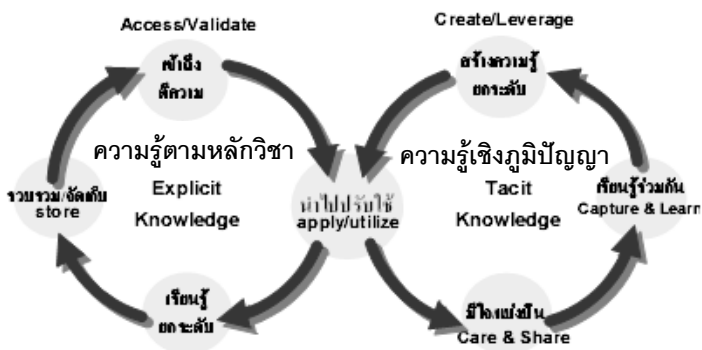 Access/Validate
เข้าถึง
ตีความ
ความรู้ตามหลักวิชา
Explicit
Knowledge
รวบรวม/จัดเก็บ
store
เรียนรู้
ยกระดับ
นำไปปรับใช้
apply/utilize
Create/Leverage
สร้างความรู้
ยกระดับ
ความรู้เชิงภูมิปัญญา
Tacit
Knowledge
เรียนรู้ร่วมกัน
Capture & Learn
มีใจแบ่งปัน
Care & Share